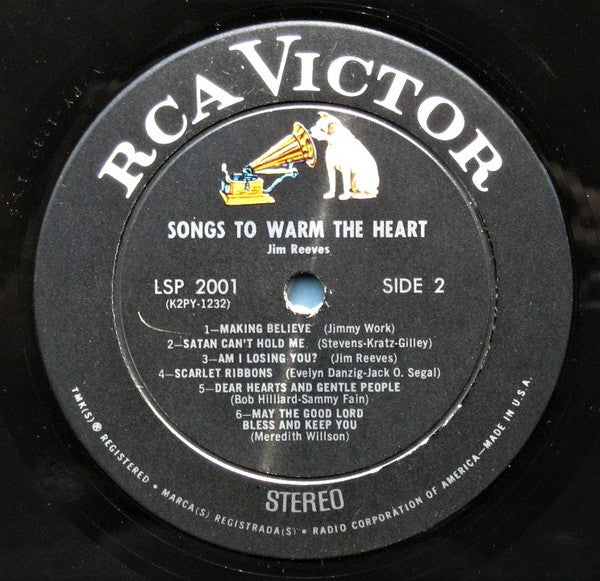 RCA VICTOR
SONGS TO WARM THE HEART
Jim Reeves
LSP 2001
(K2PY-1232)
SIDE 2
1—MAKING BELIEVE (Jimmy Work)
2—SATAN CAN'T HOLD ME (Stevens-Kratz-Gilley)
3—AM I LOSING YOU? (Jim Reeves)
4—SCARLET RIBBONS (Evelyn Danzig-Jack O. Segal)
5—DEAR HEARTS AND GENTLE PEOPLE
(Bob Hilliard-Sammy Fain)
6—MAY THE GOOD LORD
BLESS AND KEEP YOU
(Meredith Willson)
STEREO
TMK(S) ® REGISTERED • MARCA(S) REGISTRADA(S) • RADIO CORPORATION OF AMERICA—MADE IN U.S.A.